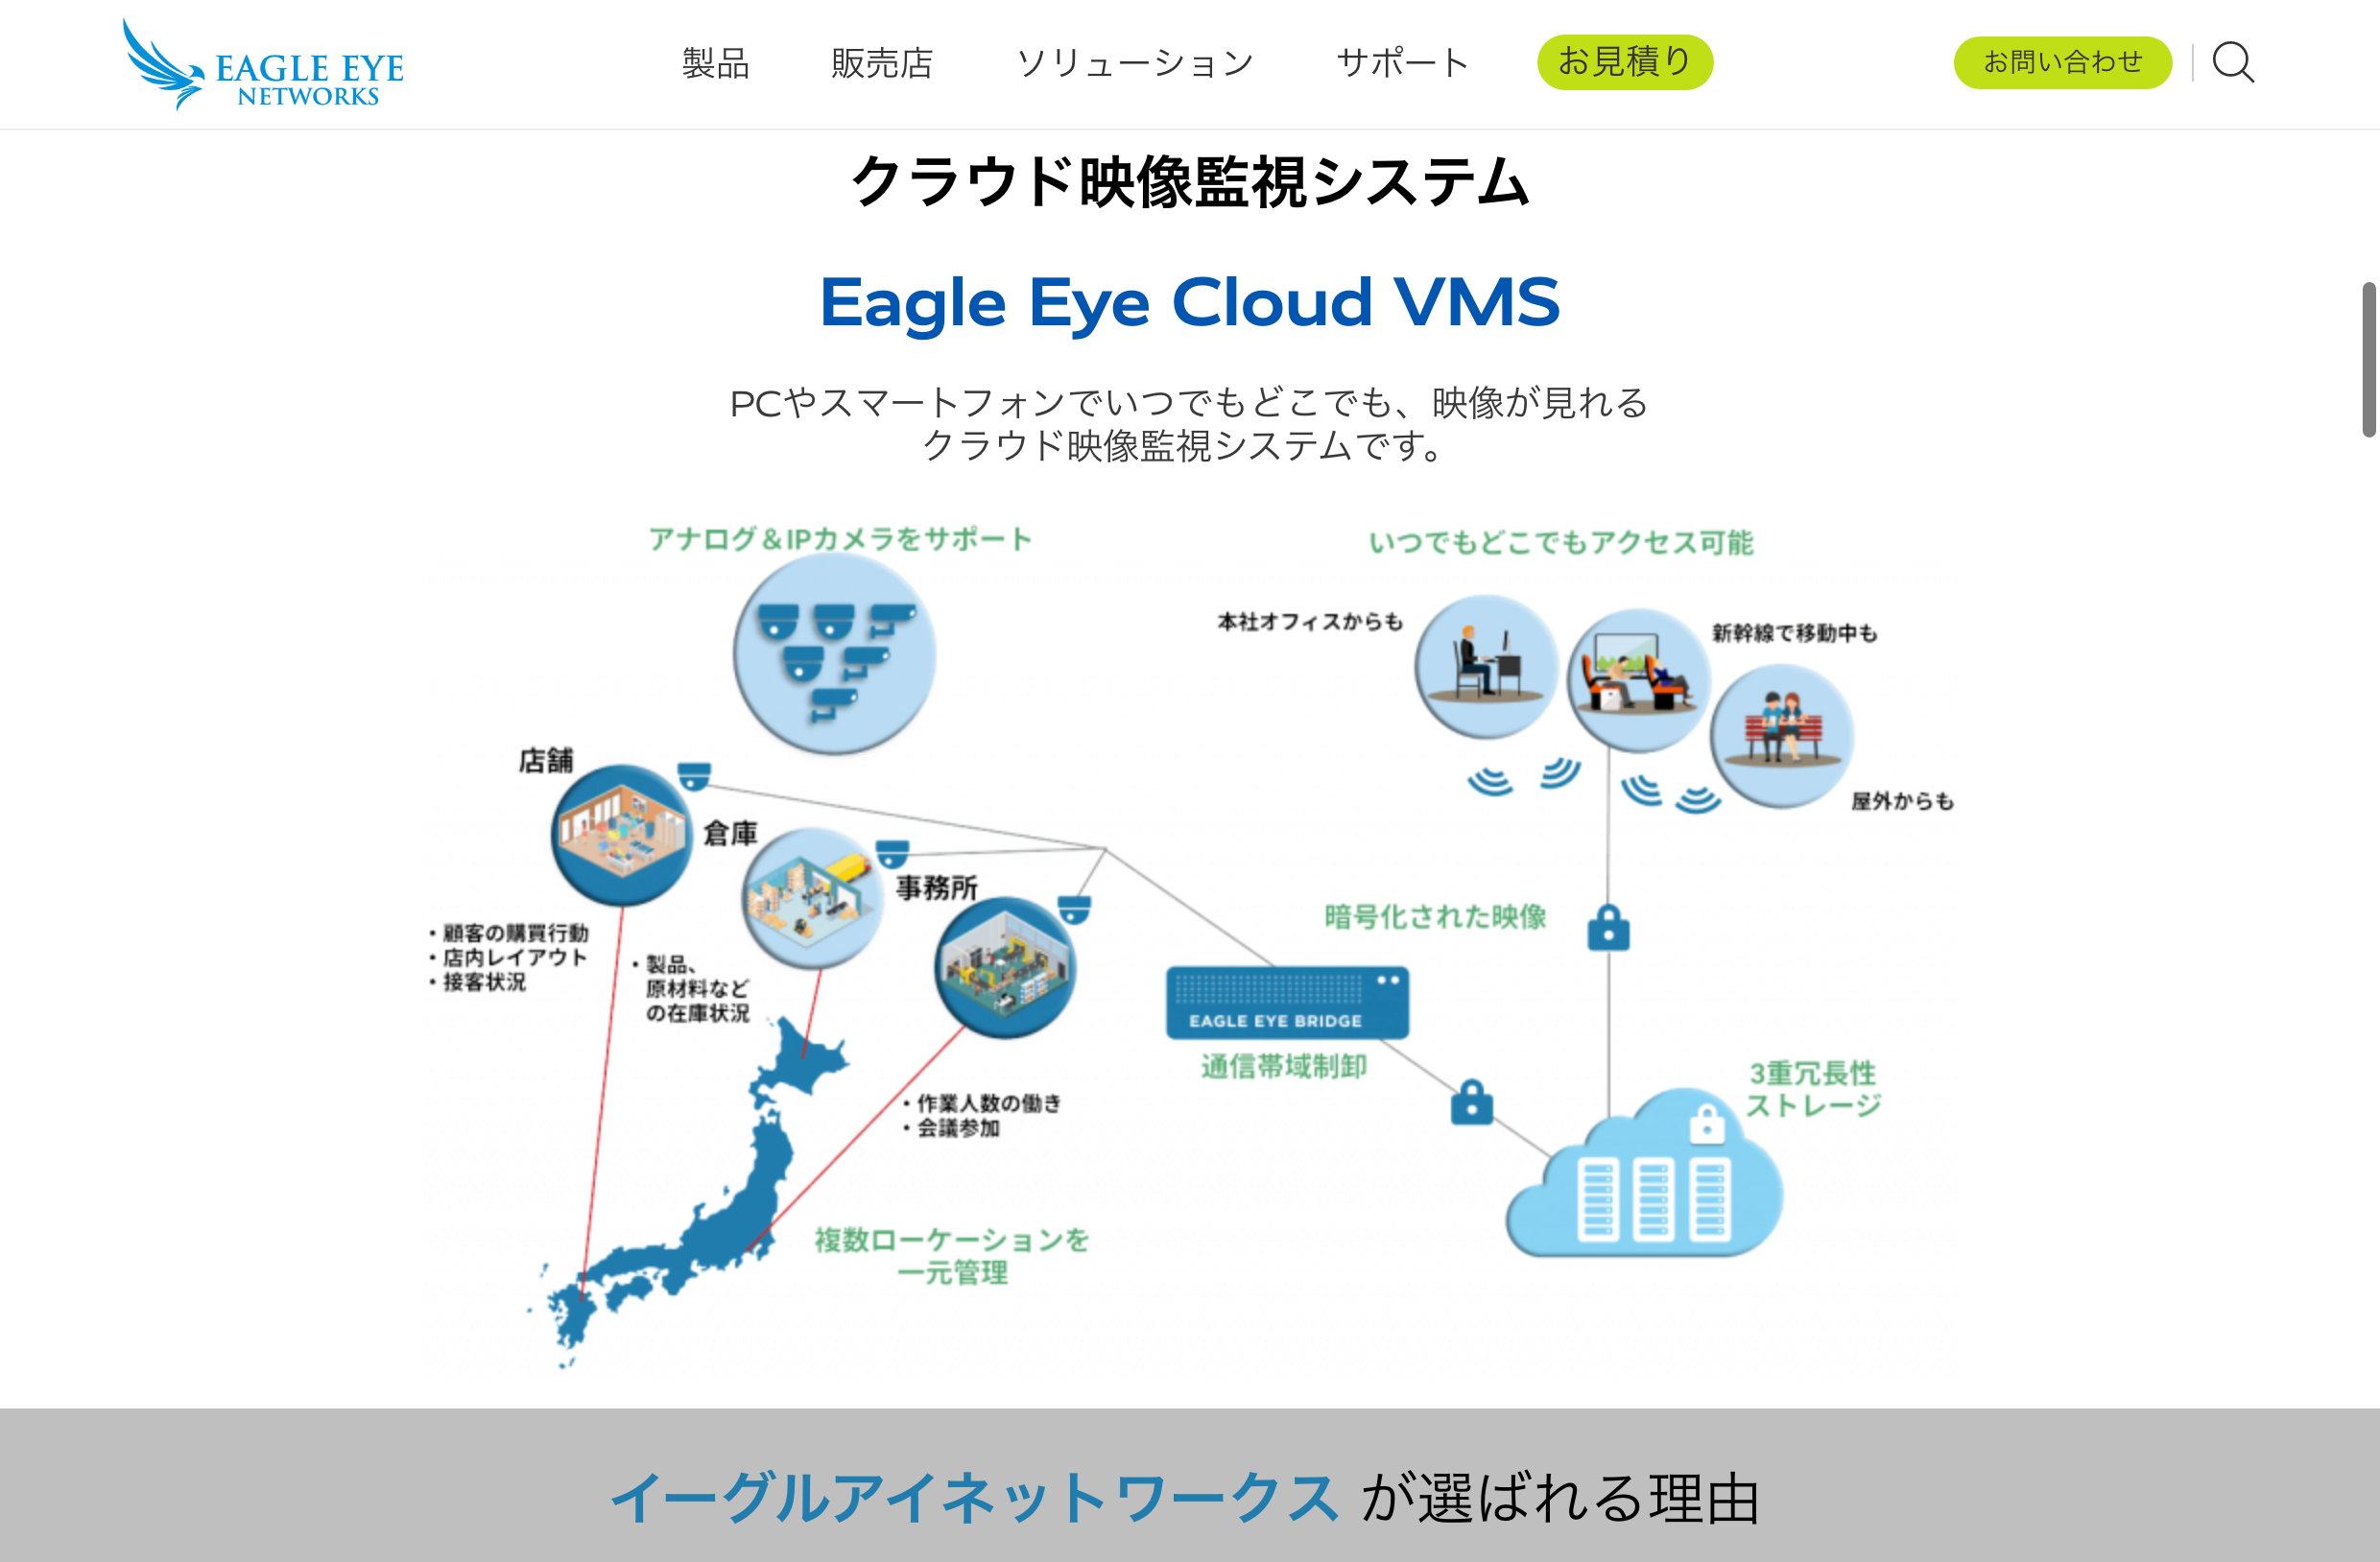 EAGLE EYE
NETWORKS
製品
販売店
ソリューション
サポート
お見積り
お問い合わせ
クラウド映像監視システム
Eagle Eye Cloud VMS
PCやスマートフォンでいつでもどこでも、映像が見れる
クラウド映像監視システムです。
アナログ＆IPカメラをサポート
いつでもどこでもアクセス可能
本社オフィスからも
新幹線で移動中も
屋外からも
店舗
倉庫
事務所
・顧客の購買行動
・店内レイアウト
・接客状況
・製品、
原材料など
の在庫状況
・作業人数の働き
・会議参加
暗号化された映像
EAGLE EYE BRIDGE
通信帯域制卸
3重冗長性
ストレージ
複数ローケーションを
一元管理
イーグルアイネットワークス が選ばれる理由